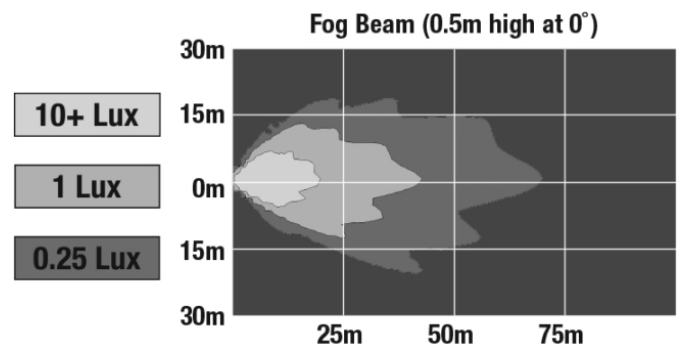 Fog Beam (0.5m high at 0˚)
30m
10+ Lux
15m
1 Lux
0m
0.25 Lux
15m
30m
25m 50m 75m